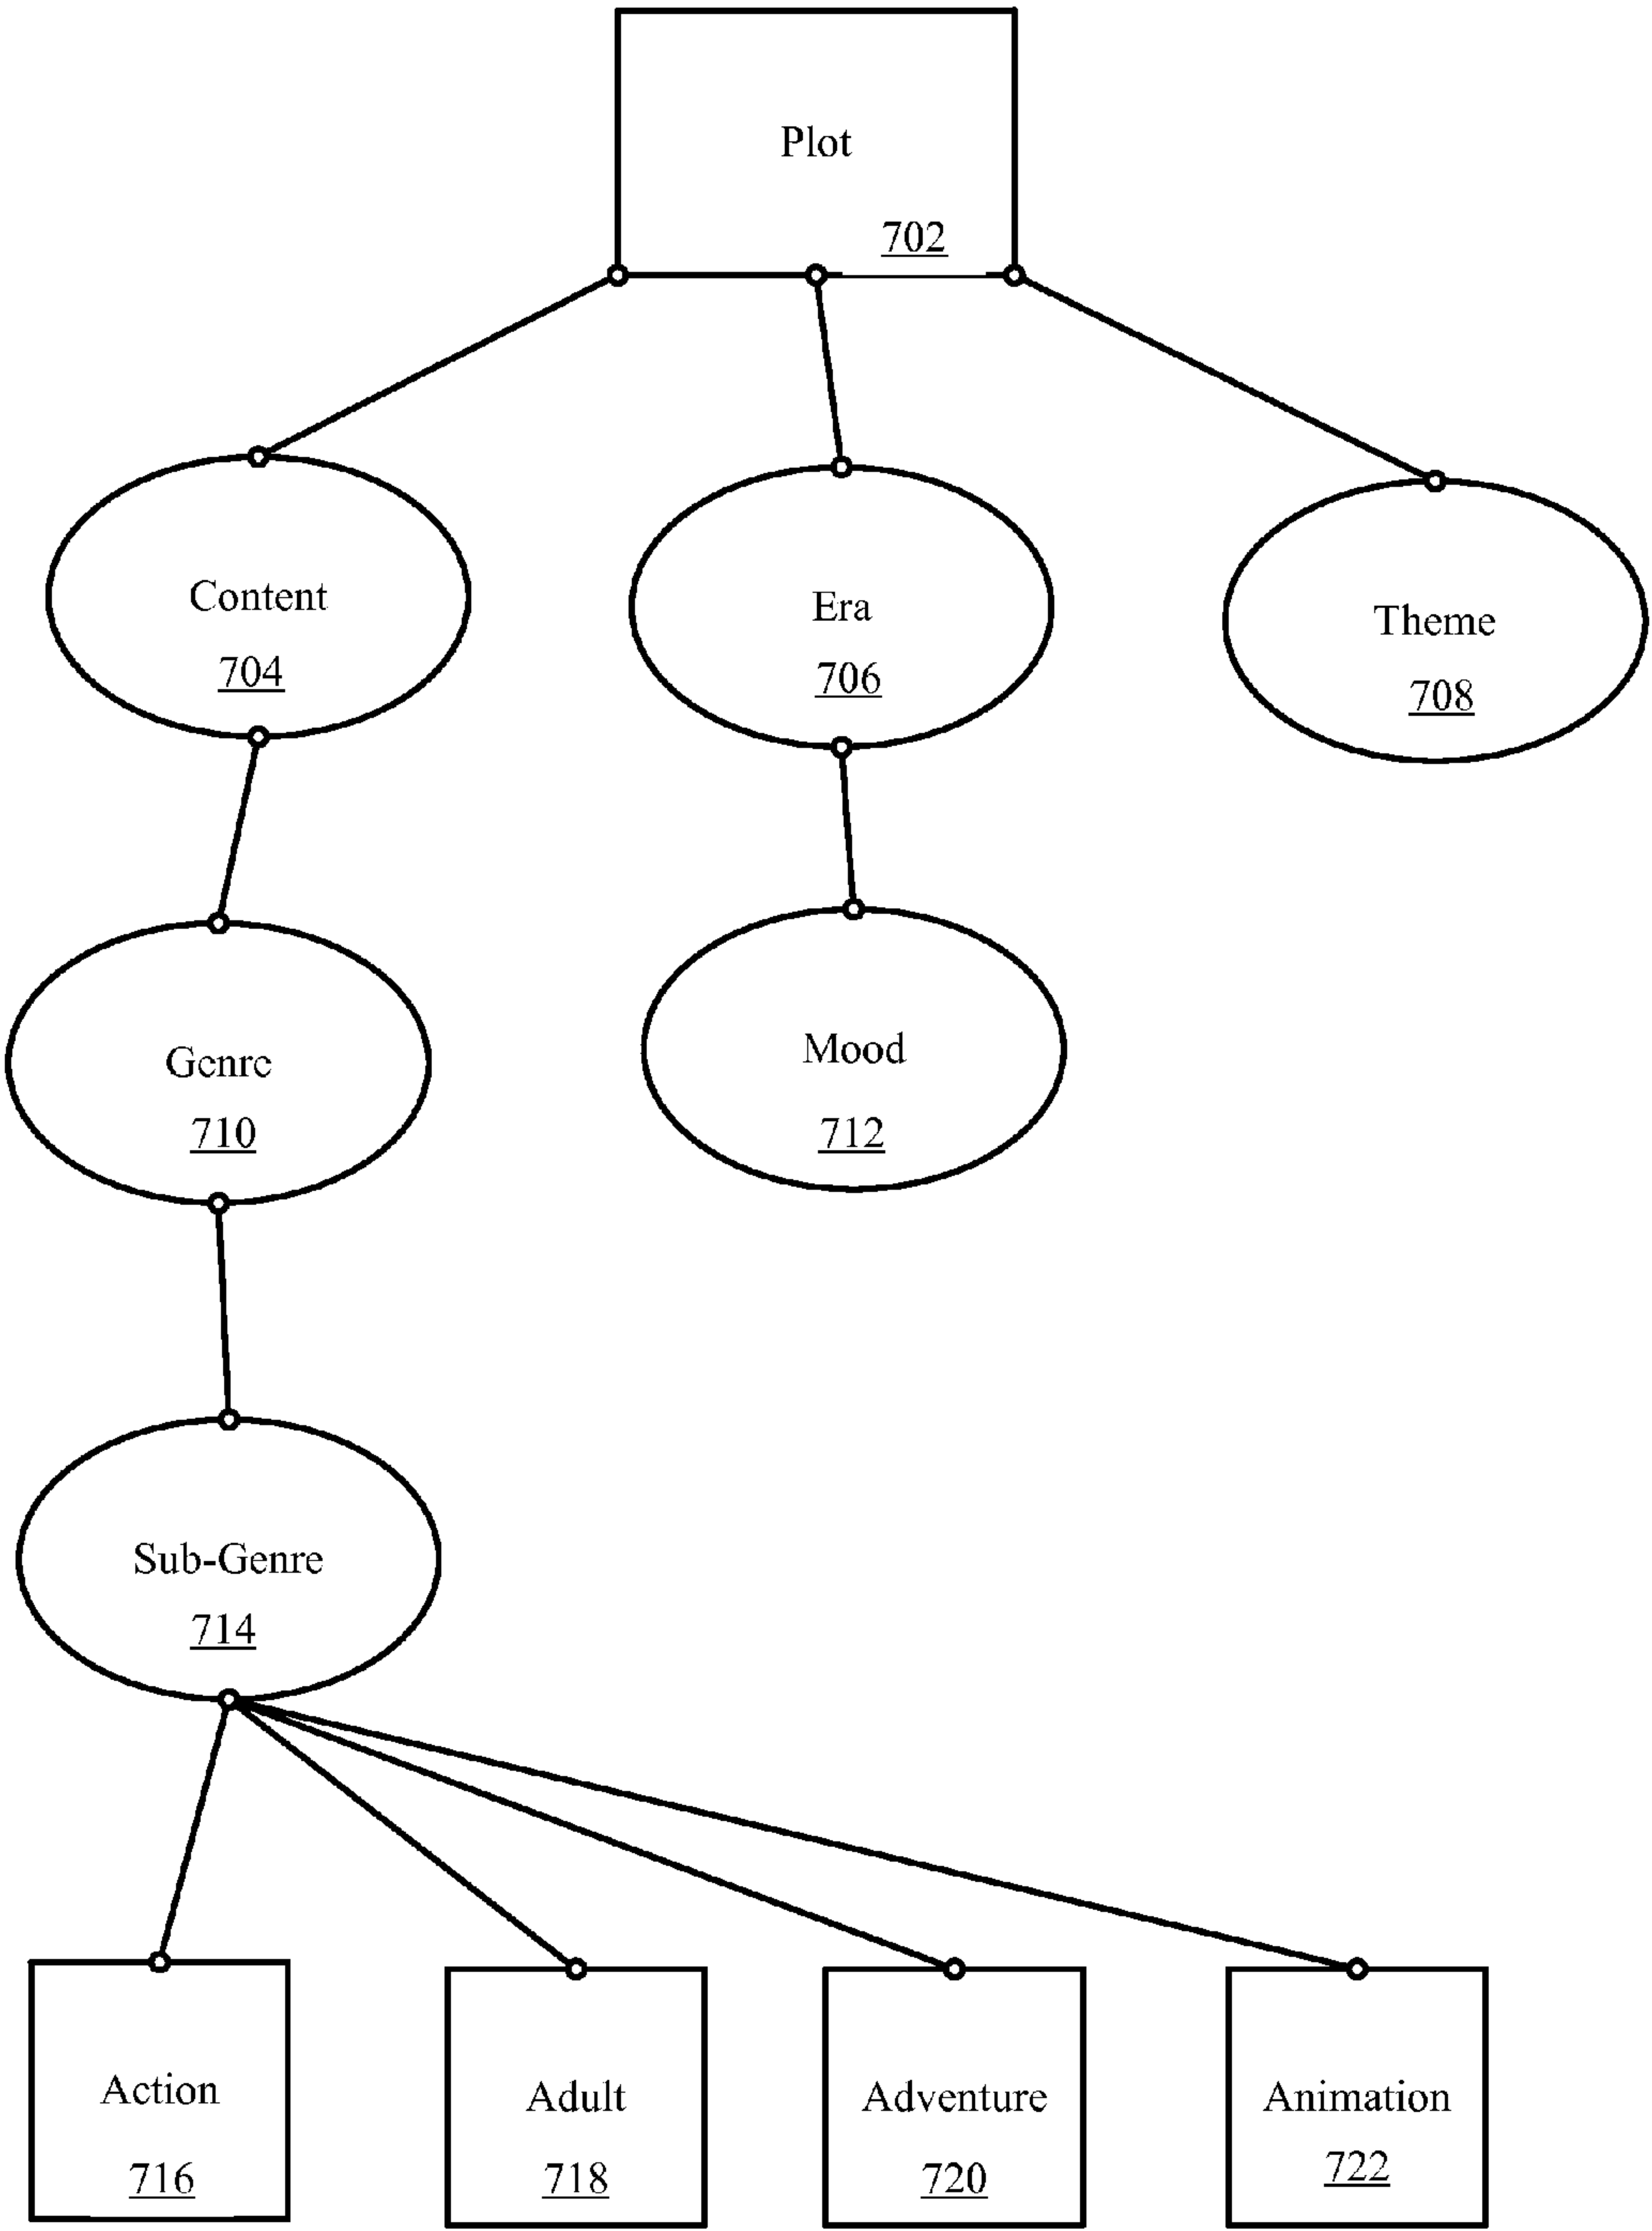 Plot
702
Content
704
Era
706
Theme
708
Genre
710
Mood
712
Sub-Genre
714
Action
716
Adult
718
Adventure
720
Animation
722